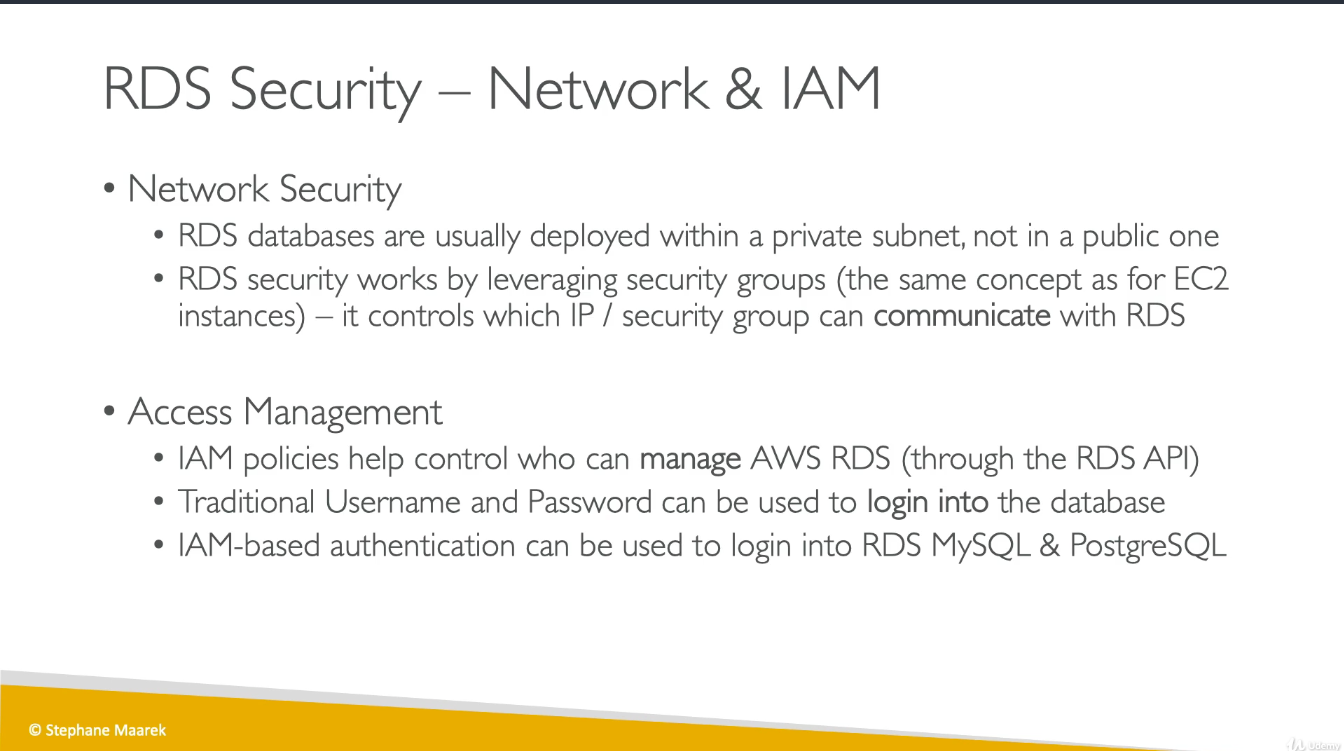 RDS Security – Network & IAM
• Network Security
• RDS databases are usually deployed within a private subnet, not in a public one
• RDS security works by leveraging security groups (the same concept as for EC2
instances) – it controls which IP / security group can communicate with RDS
• Access Management
• IAM policies help control who can manage AWS RDS (through the RDS API)
• Traditional Username and Password can be used to login into the database
• IAM-based authentication can be used to login into RDS MySQL & PostgreSQL
© Stephane Maarek
Udemy